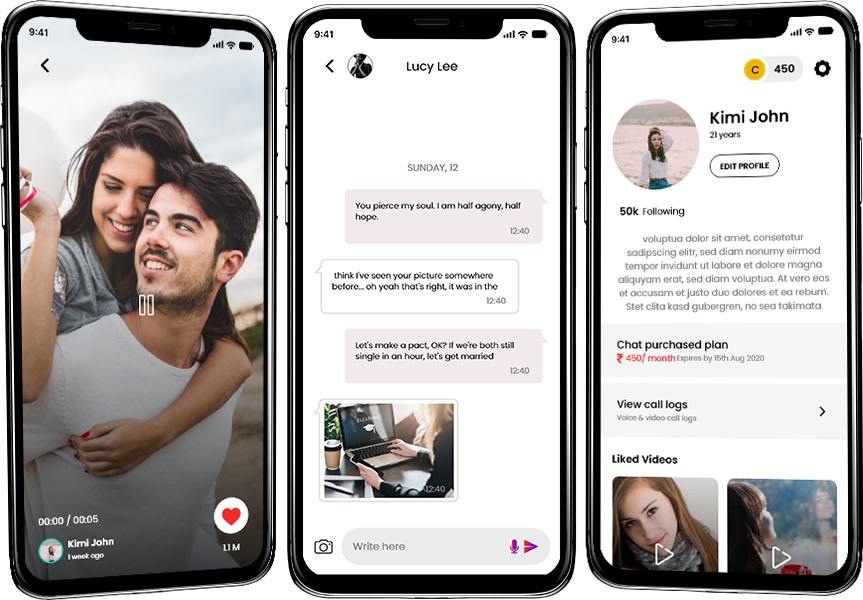 9:41
00:00 / 00:05
Kimi John
1 week ago
1.1 M
9:41
Lucy Lee
SUNDAY, 12
You pierce my soul. I am half agony, half
hope.
12:40
think I've seen your picture somewhere
before... oh yeah that's right, it was in the
12:40
Let's make a pact, OK? If we're both still
single in an hour, let's get married
12:40
12:40
Write here
9:41
C 450
Kimi John
21 years
EDIT PROFILE
50k Following
voluptua dolor sit amet, consetetur
sadipscing elitr, sed diam nonumy eirmod
tempor invidunt ut labore et dolore magna
aliquyam erat, sed diam voluptua. At vero eos
et accusam et justo duo dolores et ea rebum.
Stet clita kasd gubergren, no sea takimata
Chat purchased plan
₹ 450/ month Expires by 15th Aug 2020
View call logs
Voice & video call logs
Liked Videos